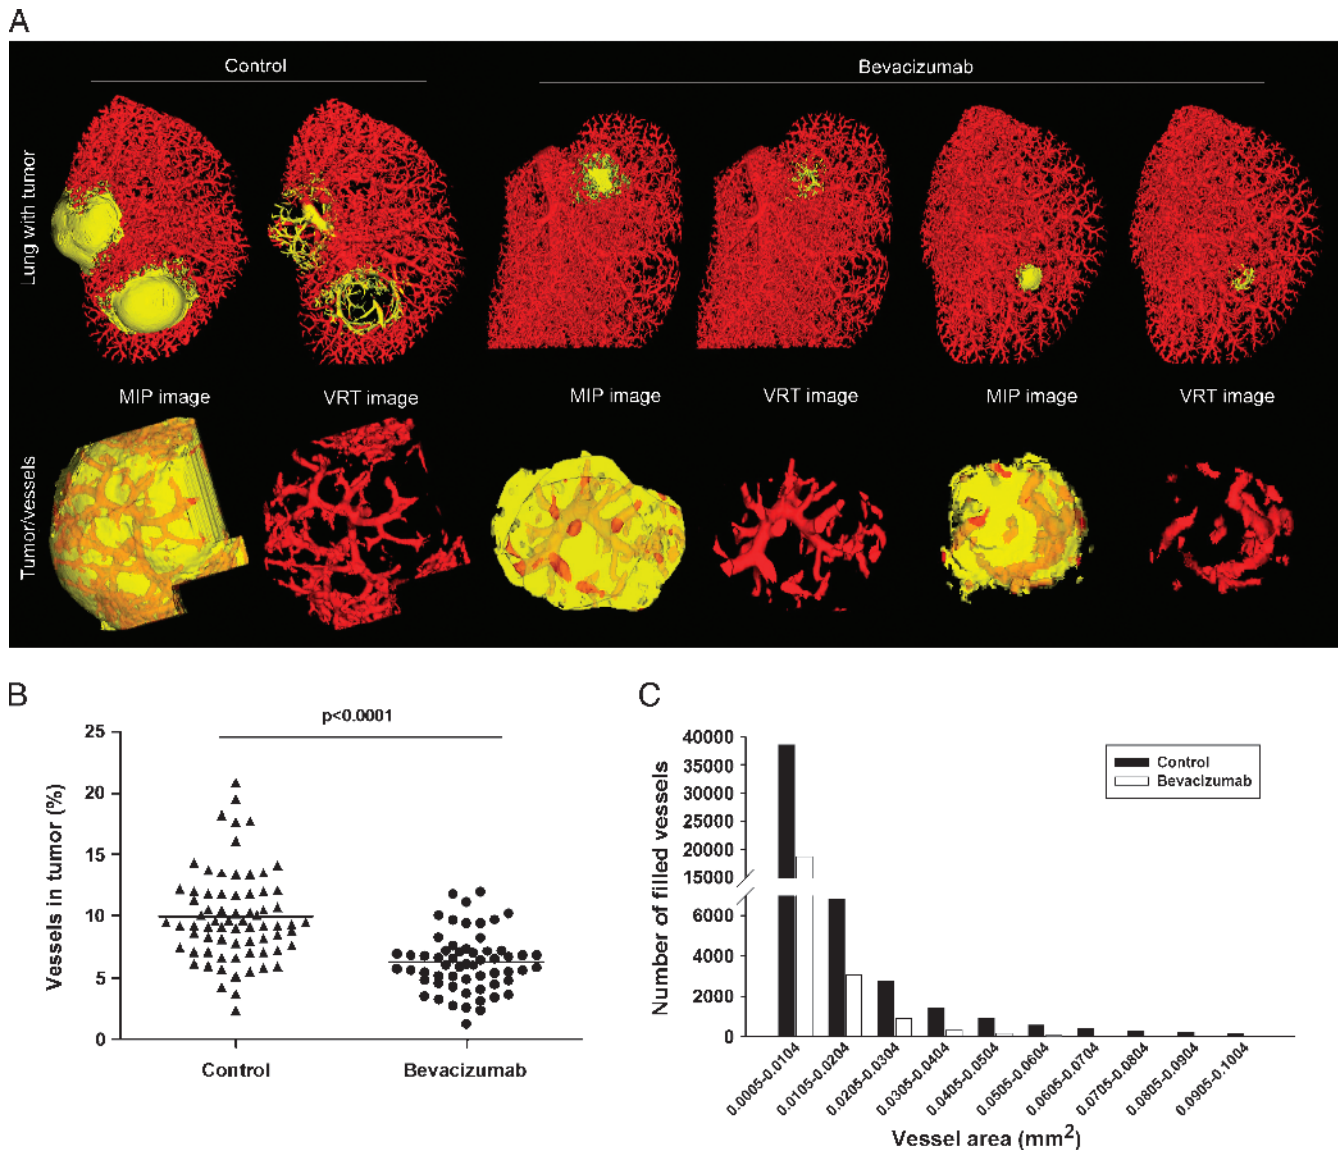 A
Control
Bevacizumab
Lung with tumor
MIP image
VRT image
MIP image
VRT image
MIP image
VRT image
Tumor/vessels
B
p<0.0001
Vessels in tumor (%)
25
20
15
10
5
0
Control
Bevacizumab
C
Number of filled vessels
40000
35000
30000
25000
20000
15000
6000
4000
2000
0
Control
Bevacizumab
0.0005-0.0104
0.0105-0.0204
0.0205-0.0304
0.0305-0.0404
0.0405-0.0504
0.0505-0.0604
0.0605-0.0704
0.0705-0.0804
0.0805-0.0904
0.0905-0.1004
Vessel area (mm²)